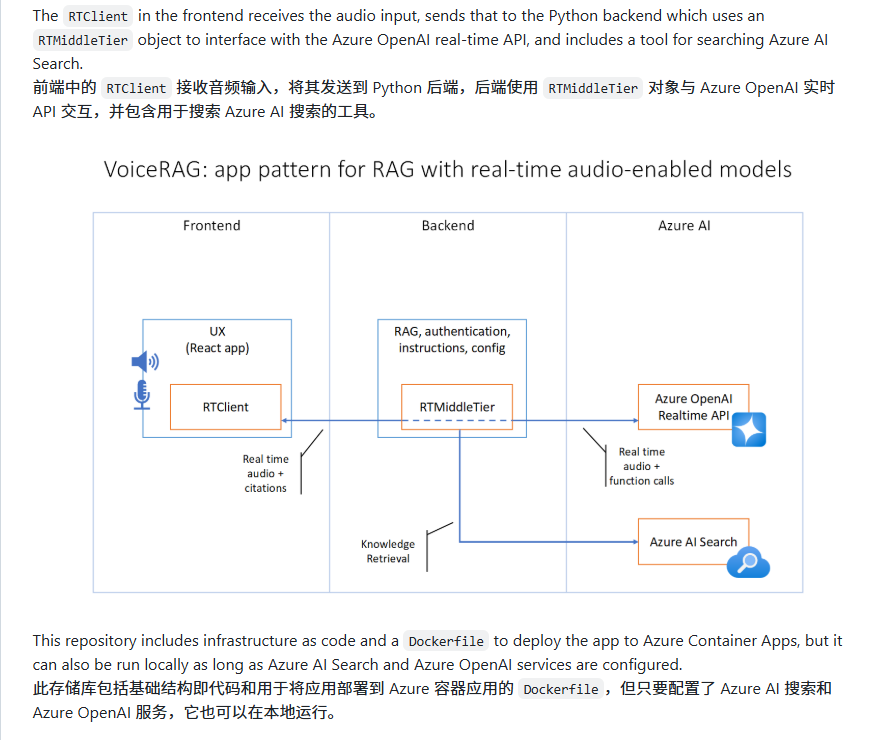 The RTClient in the frontend receives the audio input, sends that to the Python backend which uses an
RTMiddleTier object to interface with the Azure OpenAI real-time API, and includes a tool for searching Azure AI
Search.
前端中的 RTClient 接收音频输入，将其发送到 Python 后端，后端使用 RTMiddleTier 对象与 Azure OpenAI 实时
API 交互，并包含用于搜索 Azure AI 搜索的工具。
VoiceRAG: app pattern for RAG with real-time audio-enabled models
Frontend
Backend
Azure AI
UX
(React app)
RTClient
RAG, authentication,
instructions, config
RTMiddleTier
Azure OpenAI
Realtime API
Real time
audio +
citations
Real time
audio +
function calls
Knowledge
Retrieval
Azure AI Search
This repository includes infrastructure as code and a Dockerfile to deploy the app to Azure Container Apps, but it
can also be run locally as long as Azure AI Search and Azure OpenAI services are configured.
此存储库包括基础结构即代码和用于将应用部署到 Azure 容器应用的 Dockerfile，但只要配置了 Azure AI 搜索和
Azure OpenAI 服务，它也可以在本地运行。